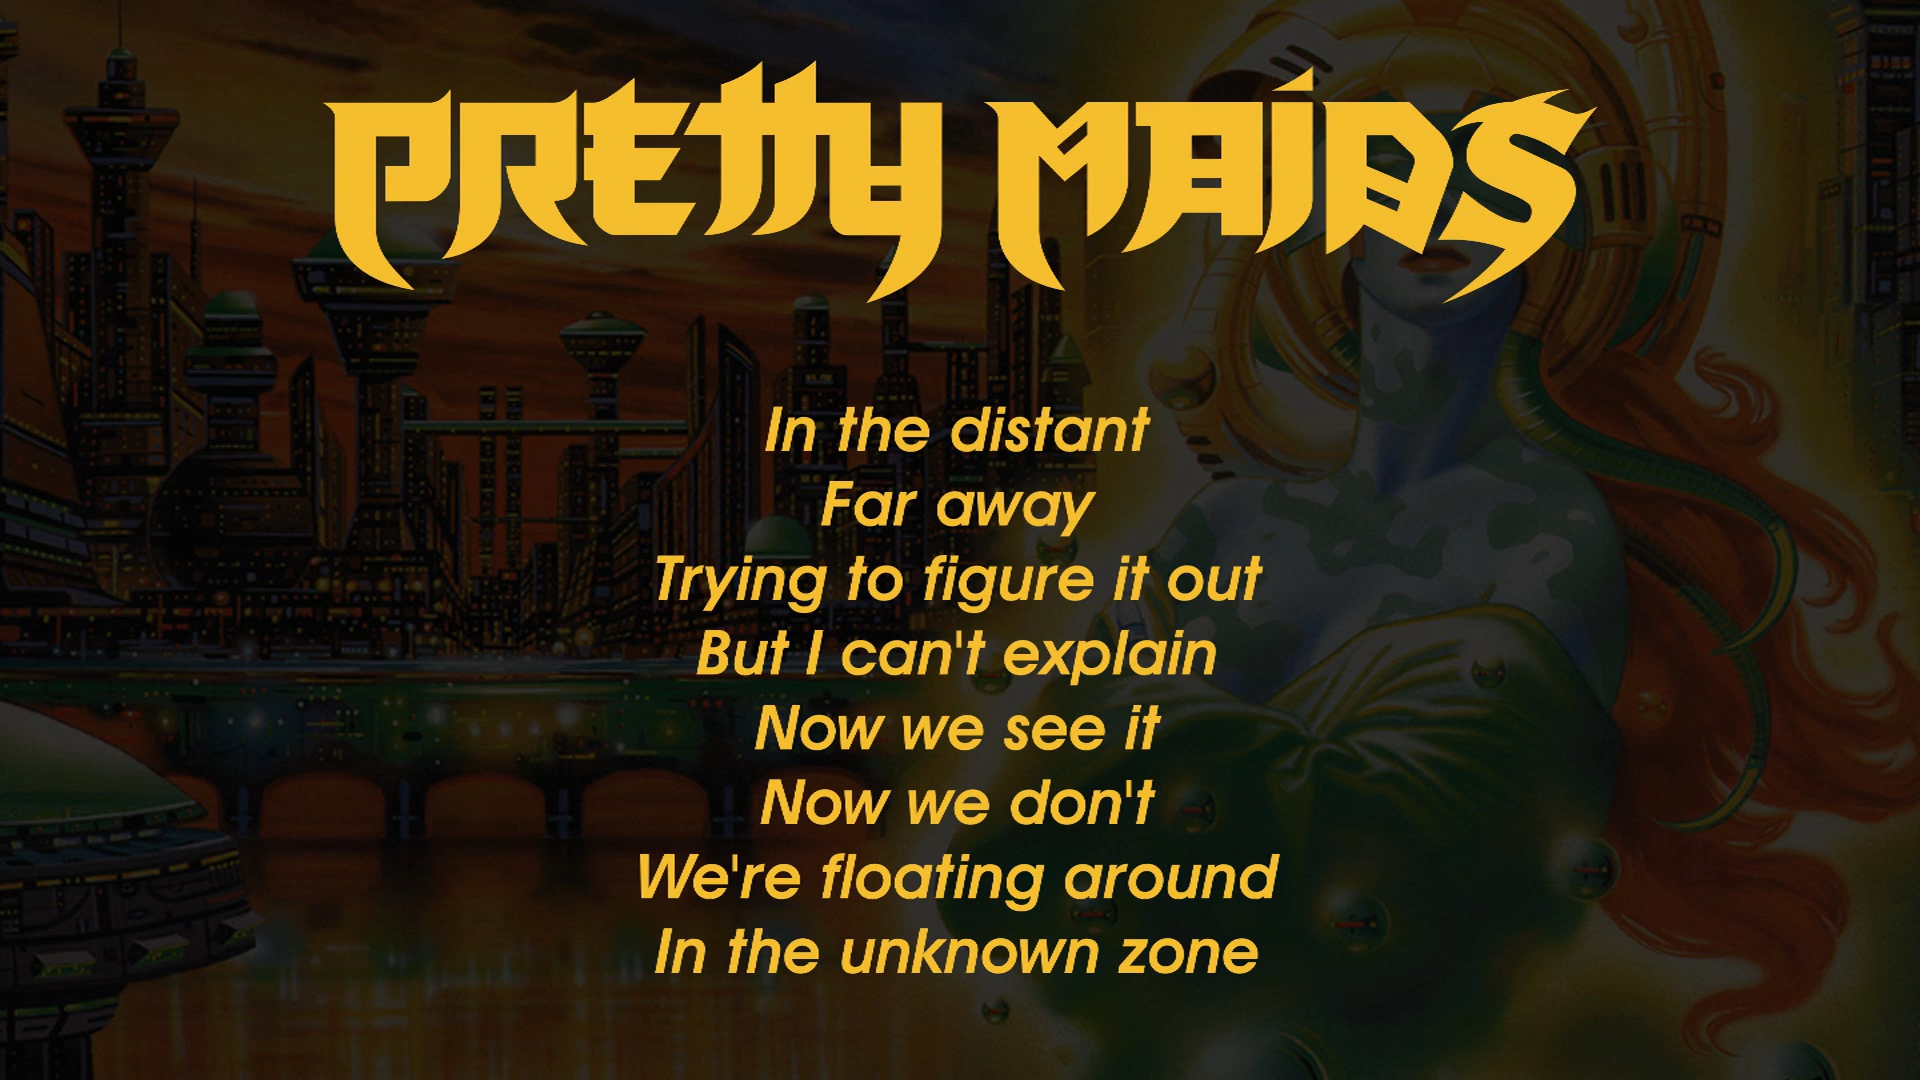 PRETTY MAIDS
In the distant
Far away
Trying to figure it out
But I can't explain
Now we see it
Now we don't
We're floating around
In the unknown zone